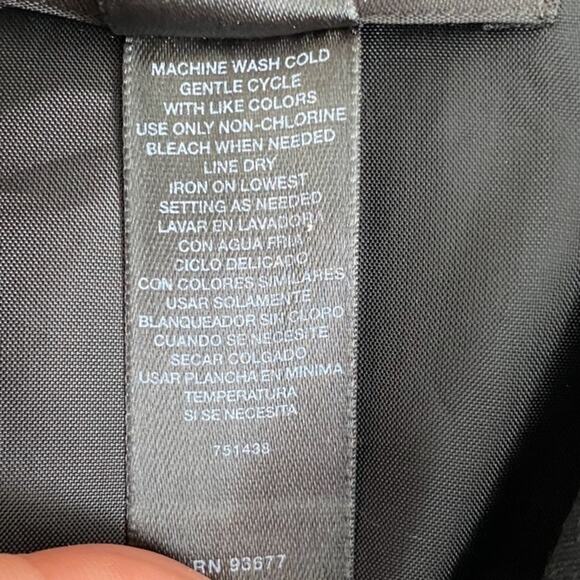 MACHINE WASH COLD
GENTLE CYCLE
WITH LIKE COLORS
USE ONLY NON-CHLORINE
BLEACH WHEN NEEDED
LINE DRY
IRON ON LOWEST
SETTING AS NEEDED
LAVAR EN LAVADORA
CON AGUA FRIA
CICLO DELICADO
CON COLORES SIMILARES
USAR SOLAMENTE
BLANQUEADOR SIN CLORO
CUANDO SE NECESITE
SECAR COLGADO
USAR PLANCHA EN MINIMA
TEMPERATURA
SI SE NECESITA
751438
RN 93677